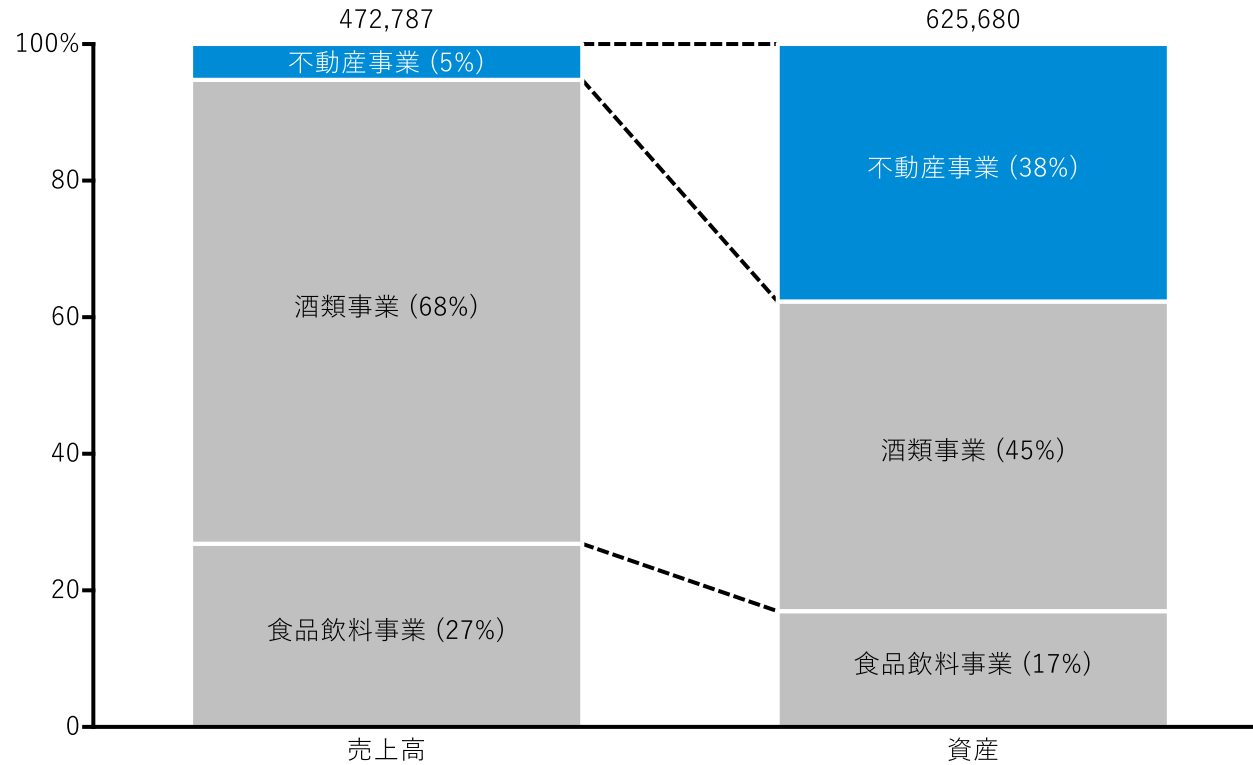 472,787
625,680
100%
80
60
40
20
0
不動産事業 (5%)
酒類事業 (68%)
食品飲料事業 (27%)
不動産事業 (38%)
酒類事業 (45%)
食品飲料事業 (17%)
売上高
資産